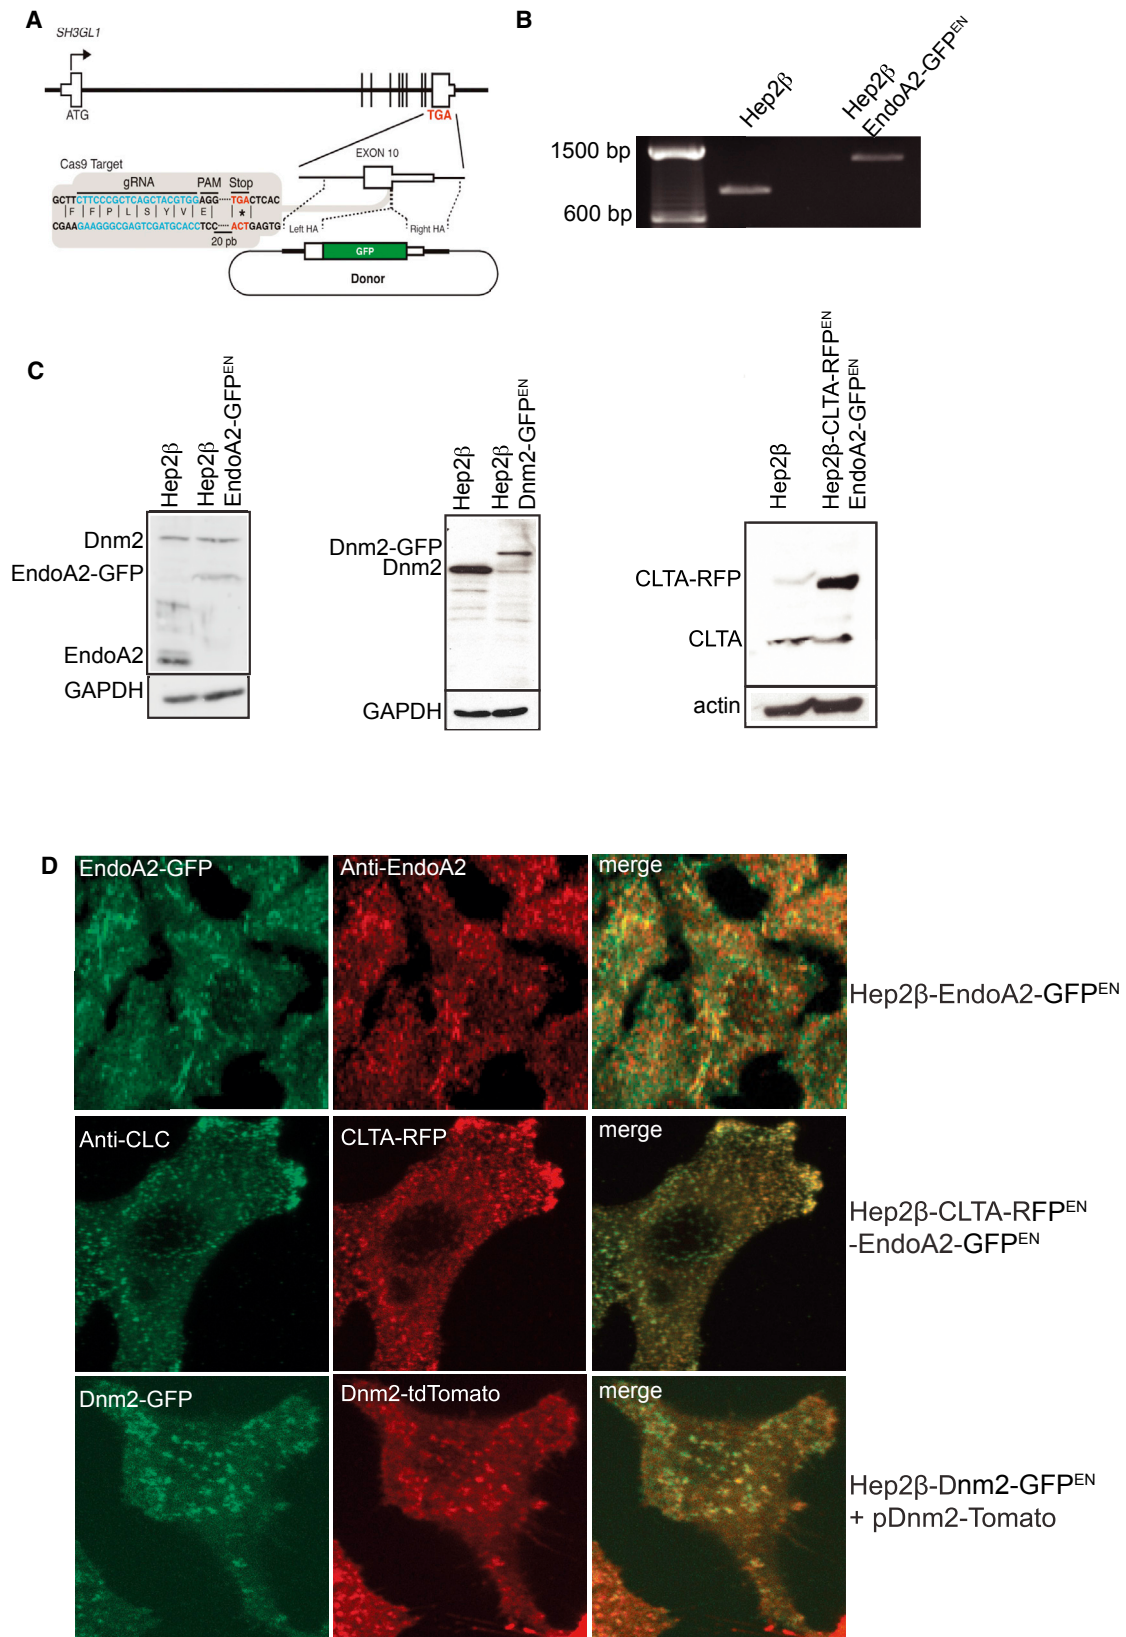 A
SH3GL1
ATG
TGA
EXON 10
Cas9 Target
gRNA PAM Stop
GCTTCTTCCCGCTCAGCTACGTGGAGG·····TGACTCAC
F F P L S Y V E *
CGAAGAAGGGCGAGTCGATGCACCTCC·····ACTGAGTG
20 pb
Left HA
Right HA
GFP
Donor
B
Hep2β
Hep2β
EndoA2-GFPᴱᴺ
1500 bp
600 bp
C
Hep2β
Hep2β
EndoA2-GFPᴱᴺ
Dnm2
EndoA2-GFP
EndoA2
GAPDH
Hep2β
Hep2β
Dnm2-GFPᴱᴺ
Dnm2-GFP
Dnm2
GAPDH
Hep2β
Hep2β-CLTA-RFPᴱᴺ
EndoA2-GFPᴱᴺ
CLTA-RFP
CLTA
actin
D
EndoA2-GFP
Anti-EndoA2
merge
Hep2β-EndoA2-GFPᴱᴺ
Anti-CLC
CLTA-RFP
merge
Hep2β-CLTA-RFPᴱᴺ
-EndoA2-GFPᴱᴺ
Dnm2-GFP
Dnm2-tdTomato
merge
Hep2β-Dnm2-GFPᴱᴺ
+ pDnm2-Tomato